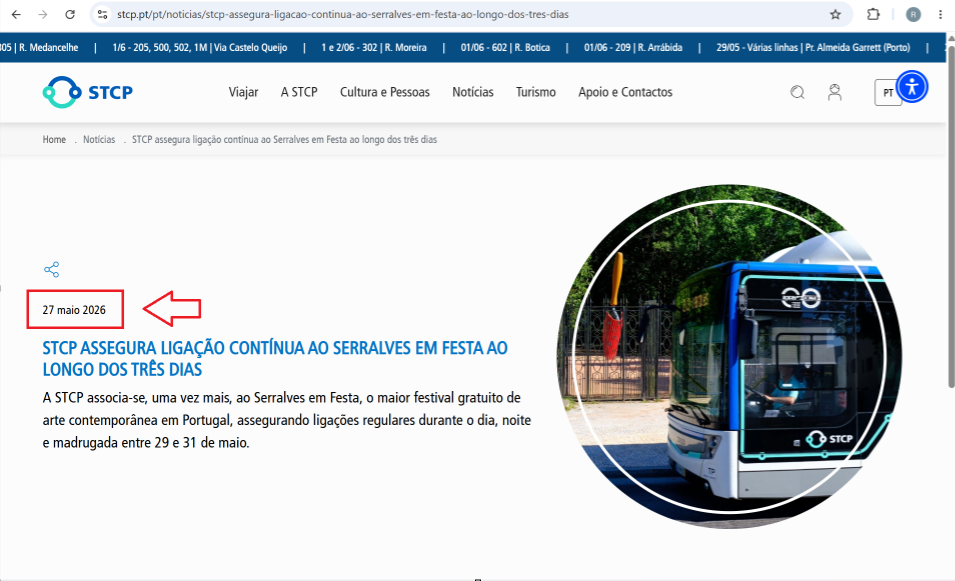 stcp.pt/pt/noticias/stcp-assegura-ligacao-continua-ao-serralves-em-festa-ao-longo-dos-tres-dias
R
305 | R. Medancelhe | 1/6 - 205, 500, 502, 1M | Via Castelo Queijo | 1 e 2/06 - 302 | R. Moreira | 01/06 - 602 | R. Botica | 01/06 - 209 | R. Arrábida | 29/05 - Várias linhas | Pr. Almeida Garrett (Porto) |
STCP Viajar A STCP Cultura e Pessoas Notícias Turismo Apoio e Contactos PT
Home . Notícias . STCP assegura ligação contínua ao Serralves em Festa ao longo dos três dias
27 maio 2026
STCP ASSEGURA LIGAÇÃO CONTÍNUA AO SERRALVES EM FESTA AO
LONGO DOS TRÊS DIAS
A STCP associa-se, uma vez mais, ao Serralves em Festa, o maior festival gratuito de
arte contemporânea em Portugal, assegurando ligações regulares durante o dia, noite
e madrugada entre 29 e 31 de maio.
STCP